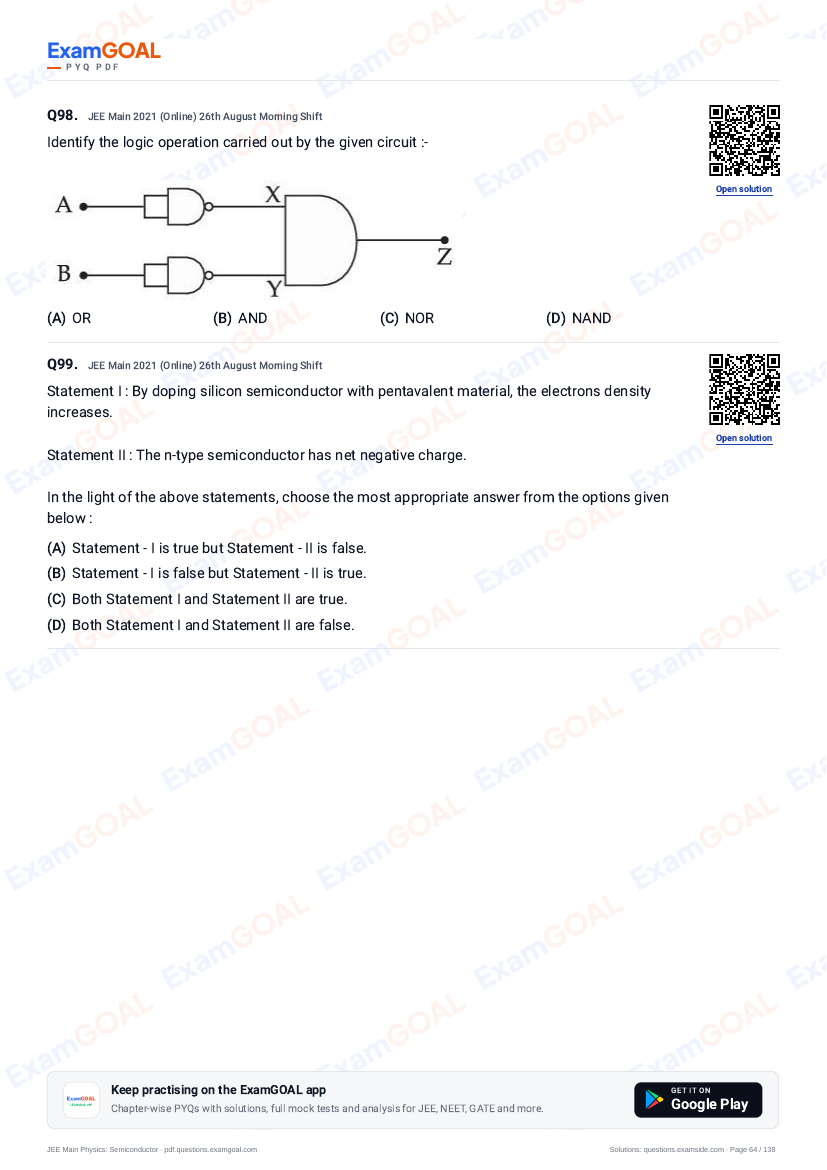 ExamGOAL
PYQ PDF
Q98. JEE Main 2021 (Online) 26th August Morning Shift
Identify the logic operation carried out by the given circuit :-
Open solution
A
X
B
Y
Z
(A) OR (B) AND (C) NOR (D) NAND
Q99. JEE Main 2021 (Online) 26th August Morning Shift
Statement I : By doping silicon semiconductor with pentavalent material, the electrons density
increases.
Open solution
Statement II : The n-type semiconductor has net negative charge.
In the light of the above statements, choose the most appropriate answer from the options given
below :
(A) Statement - I is true but Statement - II is false.
(B) Statement - I is false but Statement - II is true.
(C) Both Statement I and Statement II are true.
(D) Both Statement I and Statement II are false.
ExamGOAL
Keep practising on the ExamGOAL app
Chapter-wise PYQs with solutions, full mock tests and analysis for JEE, NEET, GATE and more.
GET IT ON
Google Play
JEE Main Physics: Semiconductor · pdf.questions.examgoal.com
Solutions: questions.examside.com · Page 64 / 138